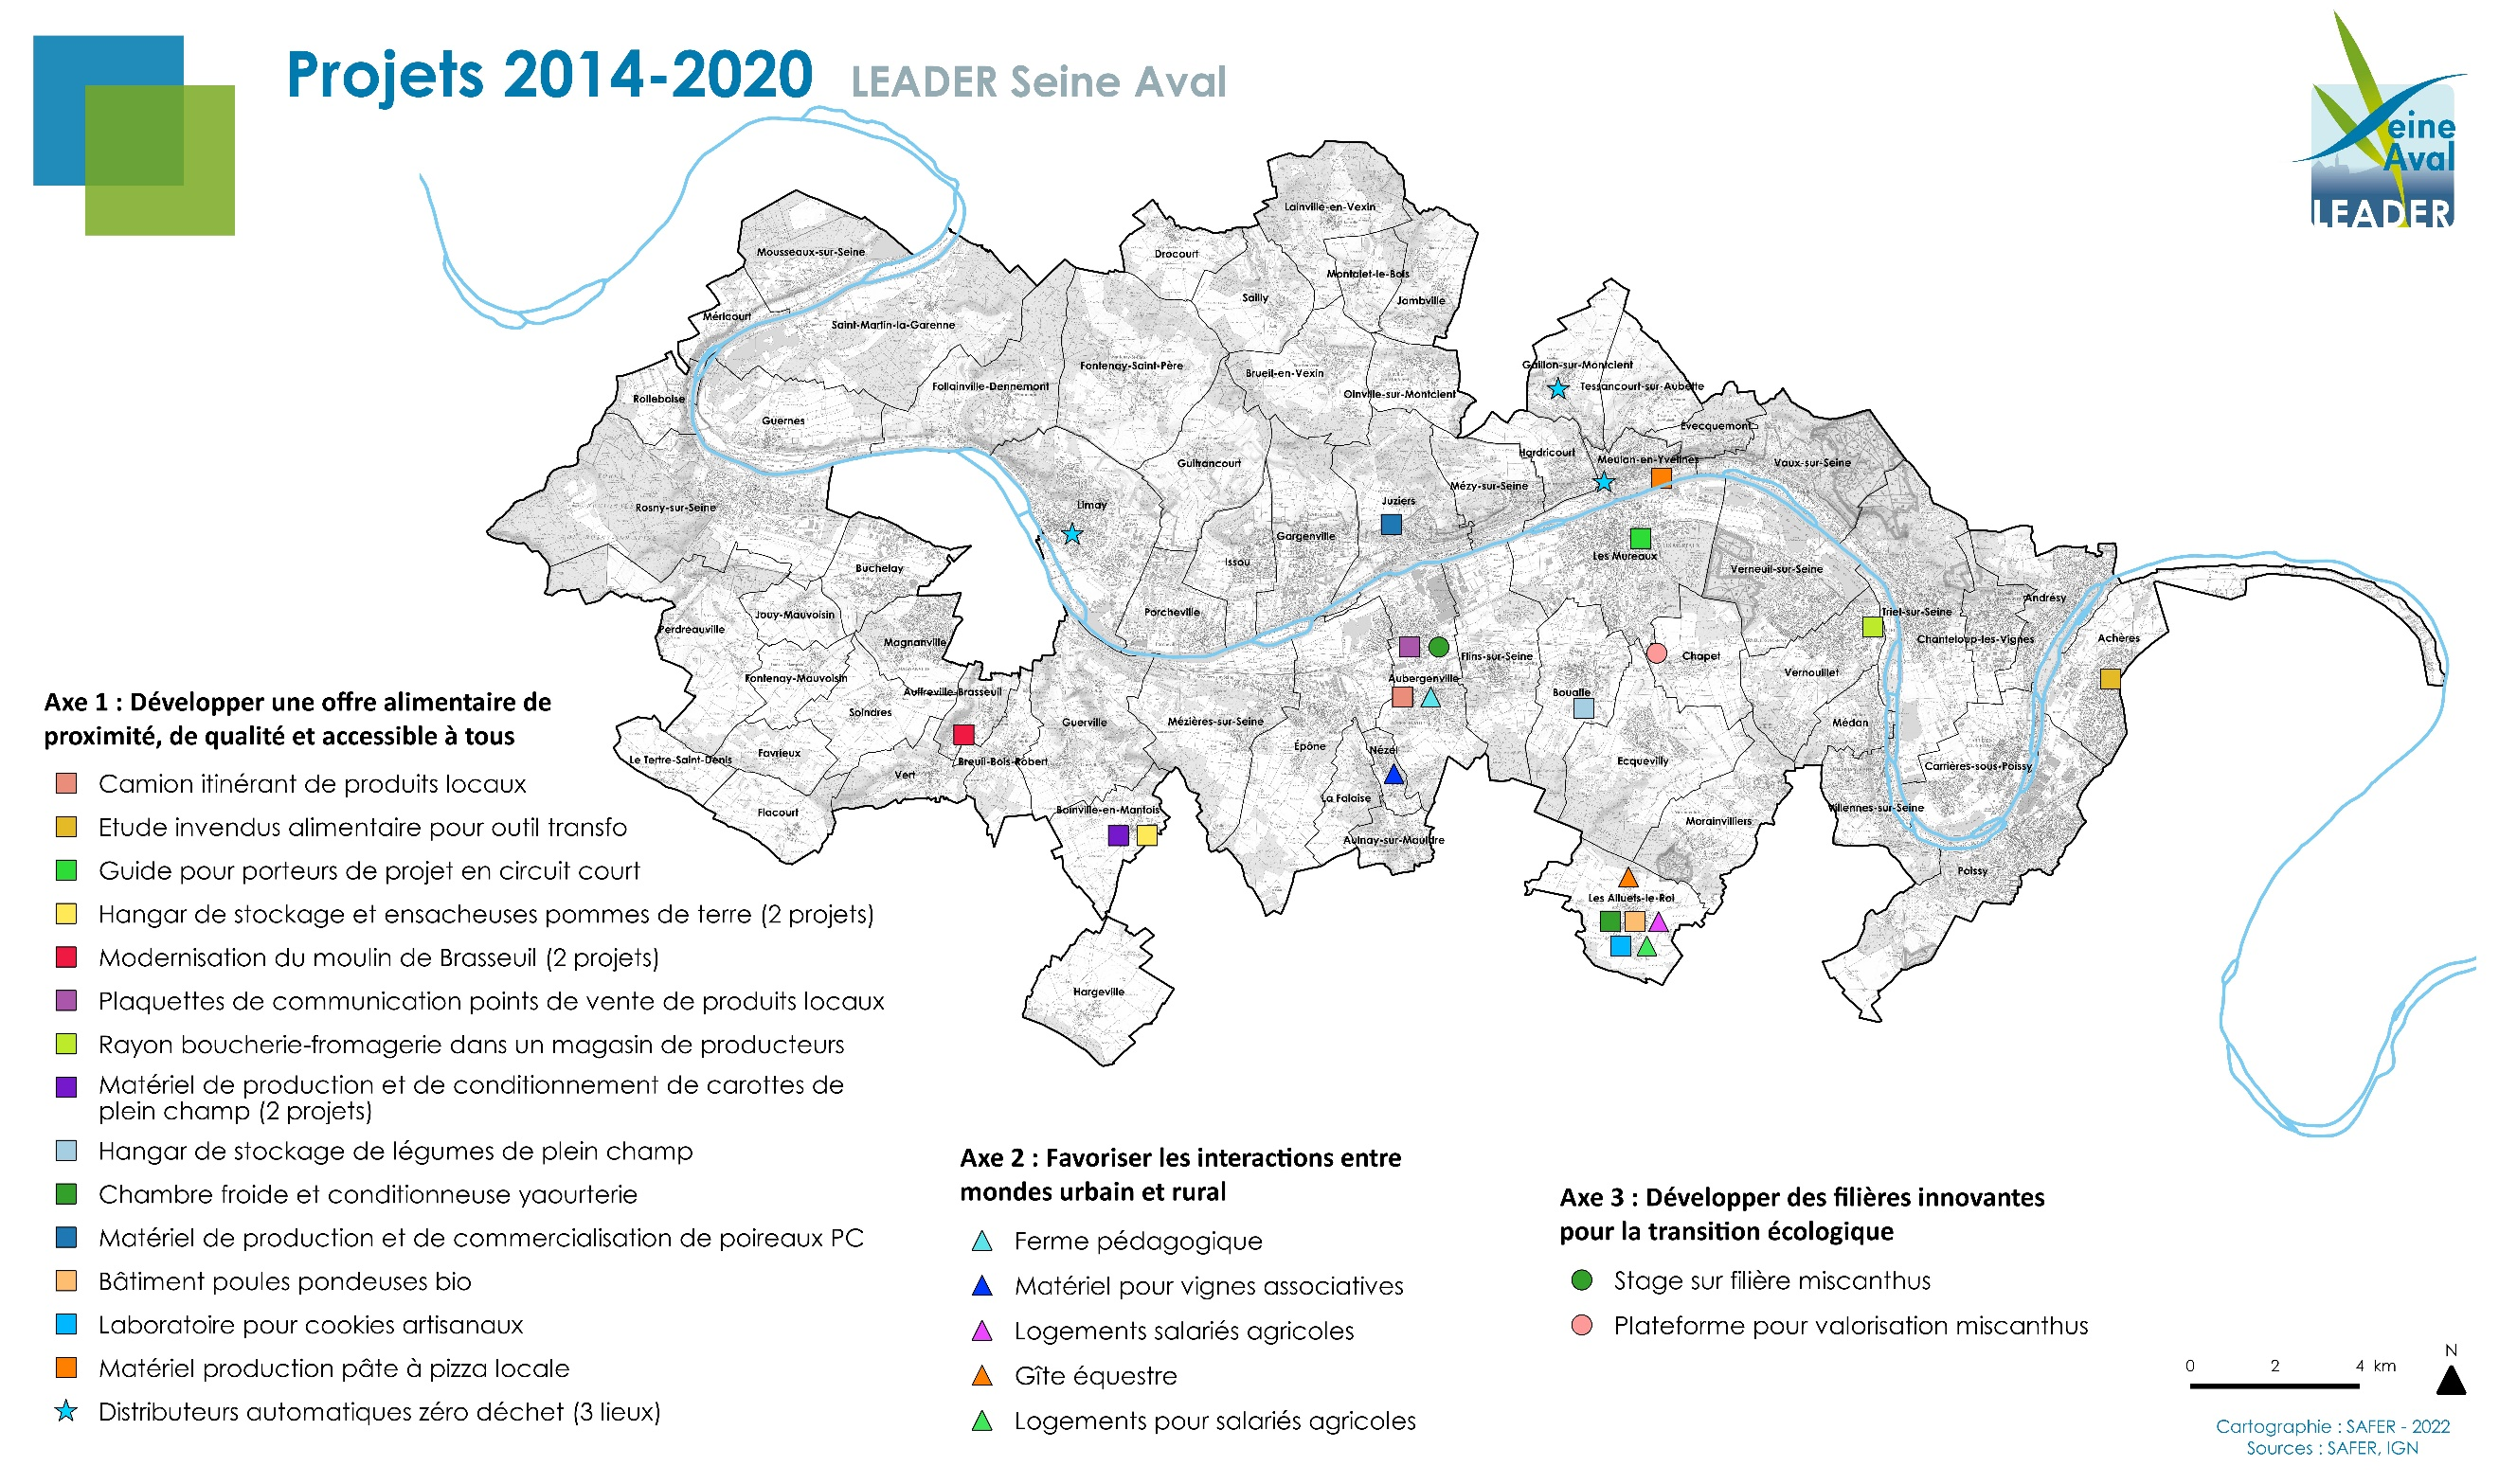 Projets 2014-2020 LEADER Seine Aval
Seine
Aval
LEADER
Lainville-en-Vexin
Mousseaux-sur-Seine
Drocourt
Montalet-le-Bois
Sailly
Jambville
Méricourt
Saint-Martin-la-Garenne
Fontenay-Saint-Père
Brueil-en-Vexin
Gaillon-sur-Montcient
Follainville-Dennemont
Tessancourt-sur-Aubette
Oinville-sur-Montcient
Rolleboise
Guernes
Evecquemont
Hardricourt
Meulan-en-Yvelines
Vaux-sur-Seine
Guitrancourt
Mézy-sur-Seine
Juziers
Limay
Rosny-sur-Seine
Gargenville
Les Mureaux
Issou
Buchelay
Verneuil-sur-Seine
Andrésy
Porcheville
Triel-sur-Seine
Jouy-Mauvoisin
Perdreauville
Magnanville
Chanteloup-les-Vignes
Achères
Flins-sur-Seine
Chapet
Fontenay-Mauvoisin
Aubergenville
Vernouillet
Auffreville-Brasseuil
Bouafle
Soindres
Guerville
Mézières-sur-Seine
Médan
Favrieux
Épône
Nézel
Le Tertre-Saint-Denis
Breuil-Bois-Robert
Ecquevilly
Carrières-sous-Poissy
Vert
La Falaise
Flacourt
Boinville-en-Mantois
Villennes-sur-Seine
Morainvilliers
Aulnay-sur-Mauldre
Poissy
Les Alluets-le-Roi
Hargeville
Axe 1 : Développer une offre alimentaire de
proximité, de qualité et accessible à tous
Camion itinérant de produits locaux
Etude invendus alimentaire pour outil transfo
Guide pour porteurs de projet en circuit court
Hangar de stockage et ensacheuses pommes de terre (2 projets)
Modernisation du moulin de Brasseuil (2 projets)
Plaquettes de communication points de vente de produits locaux
Rayon boucherie-fromagerie dans un magasin de producteurs
Matériel de production et de conditionnement de carottes de
plein champ (2 projets)
Hangar de stockage de légumes de plein champ
Chambre froide et conditionneuse yaourterie
Matériel de production et de commercialisation de poireaux PC
Bâtiment poules pondeuses bio
Laboratoire pour cookies artisanaux
Matériel production pâte à pizza locale
Distributeurs automatiques zéro déchet (3 lieux)
Axe 2 : Favoriser les interactions entre
mondes urbain et rural
Ferme pédagogique
Matériel pour vignes associatives
Logements salariés agricoles
Gîte équestre
Logements pour salariés agricoles
Axe 3 : Développer des filières innovantes
pour la transition écologique
Stage sur filière miscanthus
Plateforme pour valorisation miscanthus
N
0 2 4 km
Cartographie : SAFER - 2022
Sources : SAFER, IGN